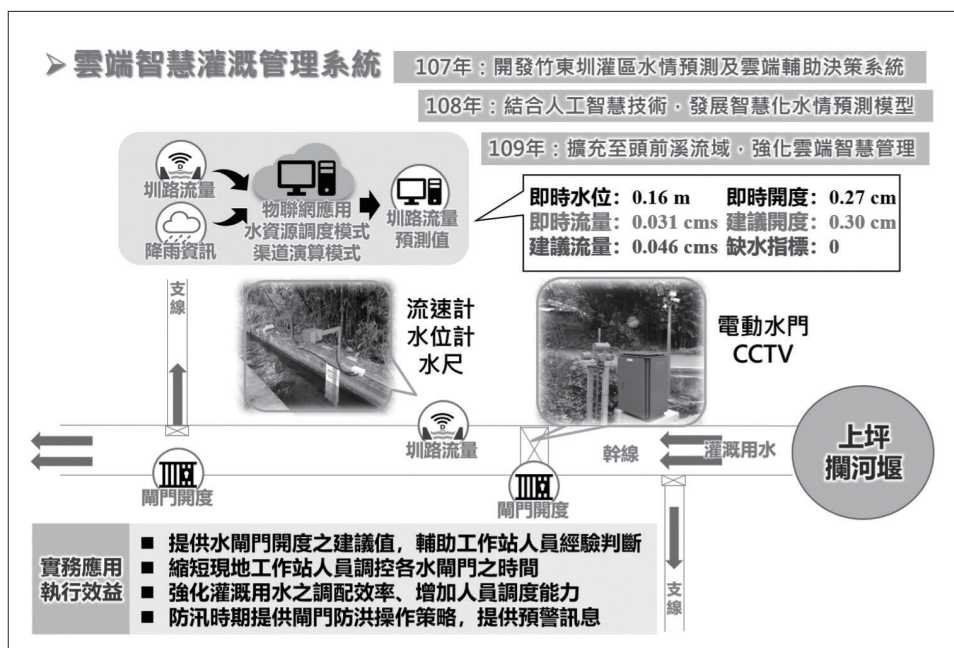 雲端智慧灌溉管理系統
107年：開發竹東圳灌區水情預測及雲端輔助決策系統
108年：結合人工智慧技術，發展智慧化水情預測模型
109年：擴充至頭前溪流域，強化雲端智慧管理
圳路流量
降雨資訊
物聯網應用
水資源調度模式
渠道演算模式
圳路流量
預測值
即時水位：0.16 m 即時開度：0.27 cm
即時流量：0.031 cms 建議開度：0.30 cm
建議流量：0.046 cms 缺水指標：0
支線
流速計
水位計
水尺
電動水門
CCTV
圳路流量
幹線
灌溉用水
上坪
攔河堰
閘門開度
閘門開度
支線
實務應用
執行效益
■ 提供水閘門開度之建議值，輔助工作站人員經驗判斷
■ 縮短現地工作站人員調控各水閘門之時間
■ 強化灌溉用水之調配效率、增加人員調度能力
■ 防汛時期提供閘門防洪操作策略，提供預警訊息